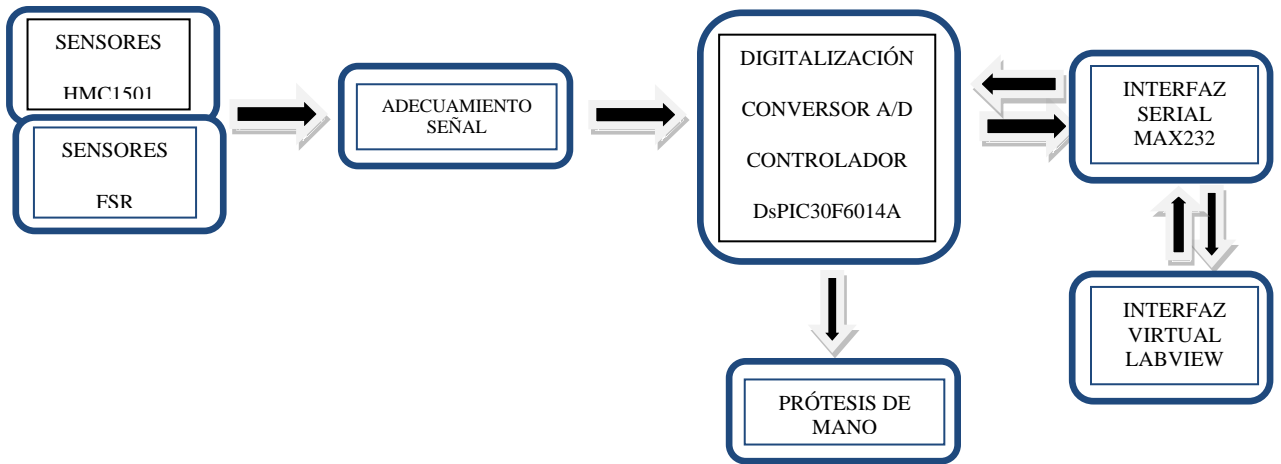 SENSORES
HMC1501
SENSORES
FSR
ADECUAMIENTO
SEÑAL
DIGITALIZACIÓN
CONVERSOR A/D
CONTROLADOR
DsPIC30F6014A
INTERFAZ
SERIAL
MAX232
INTERFAZ
VIRTUAL
LABVIEW
PRÓTESIS DE
MANO